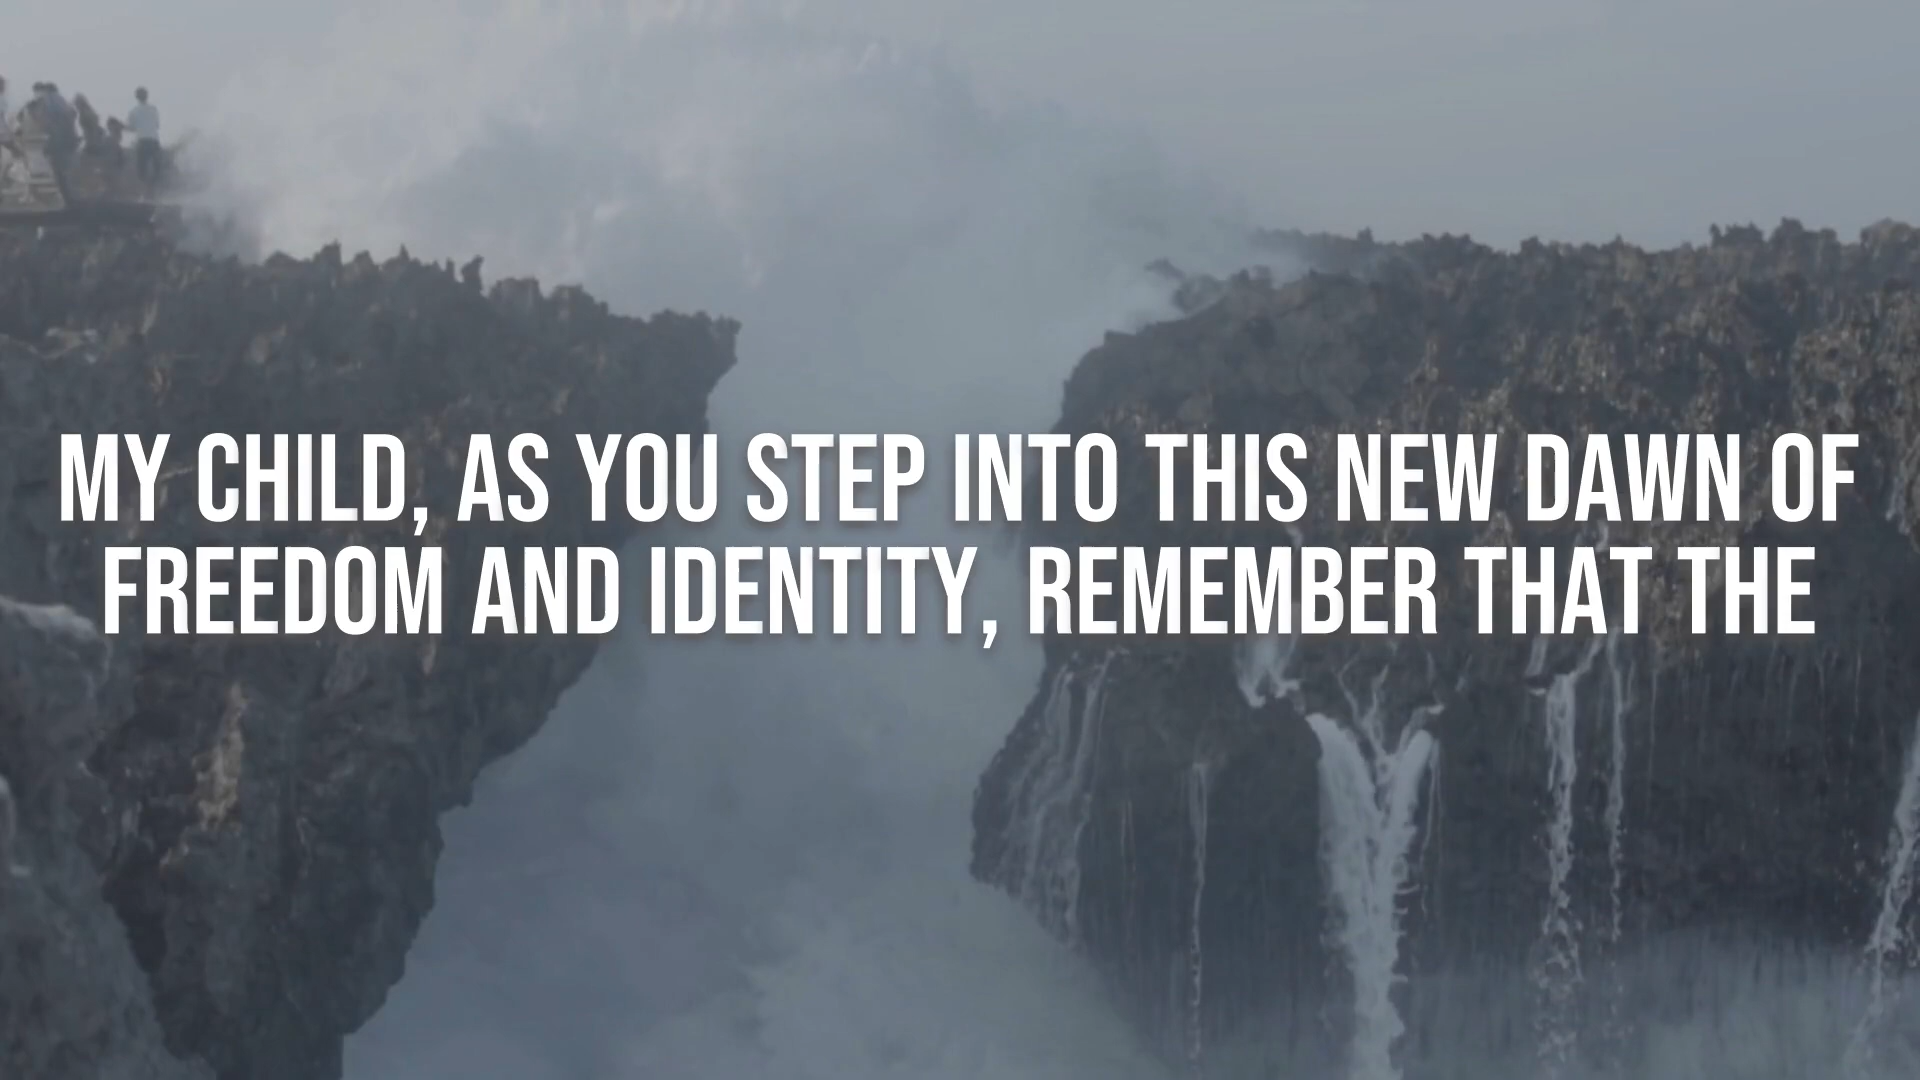 MY CHILD, AS YOU STEP INTO THIS NEW DAWN OF
FREEDOM AND IDENTITY, REMEMBER THAT THE